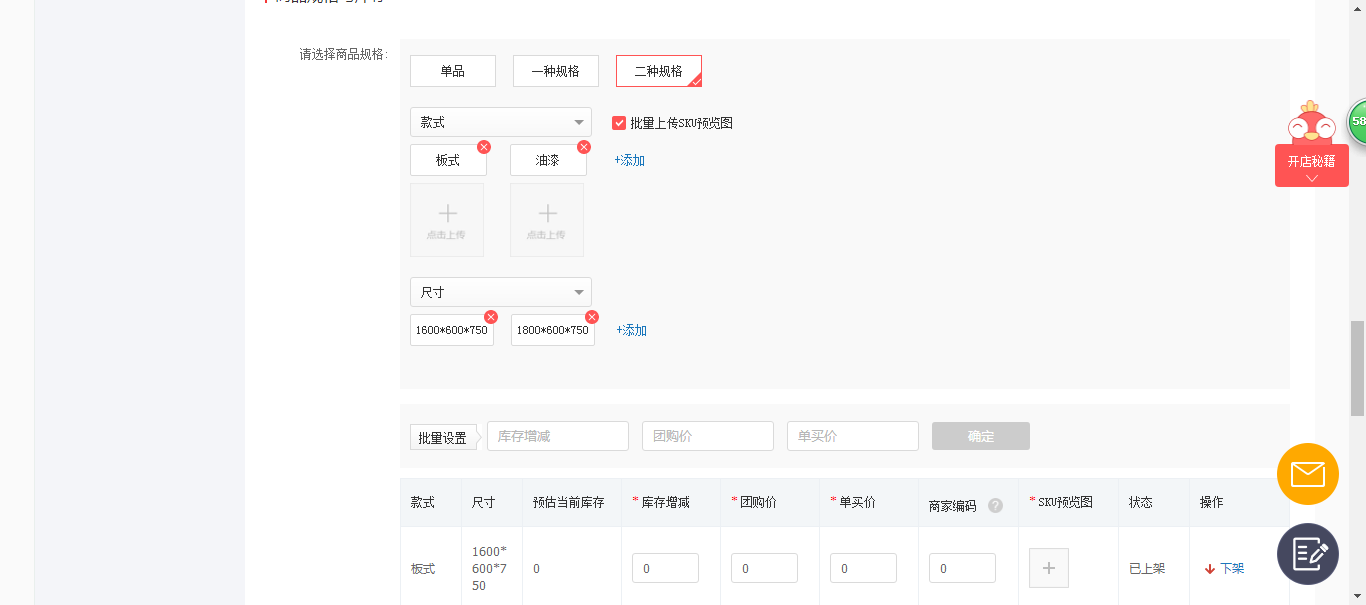 请选择商品规格:
单品 一种规格 二种规格
款式 批量上传SKU预览图
板式 油漆 +添加
点击上传 点击上传
尺寸
1600*600*750 1800*600*750 +添加
批量设置 库存增减 团购价 单买价 确定
款式 尺寸 预估当前库存 *库存增减 *团购价 *单买价 商家编码 ? *SKU预览图 状态 操作
板式 1600*600*750 0 0 0 0 0 已上架 下架
开店秘籍
58